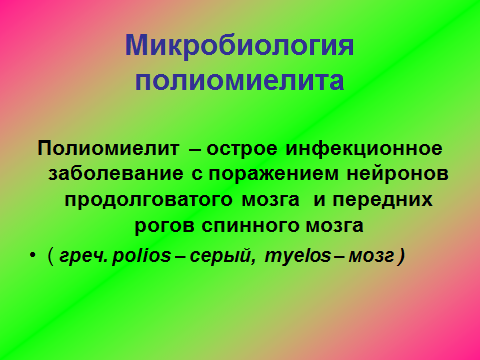 Микробиология
полиомиелита
Полиомиелит – острое инфекционное
заболевание с поражением нейронов
продолговатого мозга и передних
рогов спинного мозга
• ( греч. polios – серый, myelos – мозг )